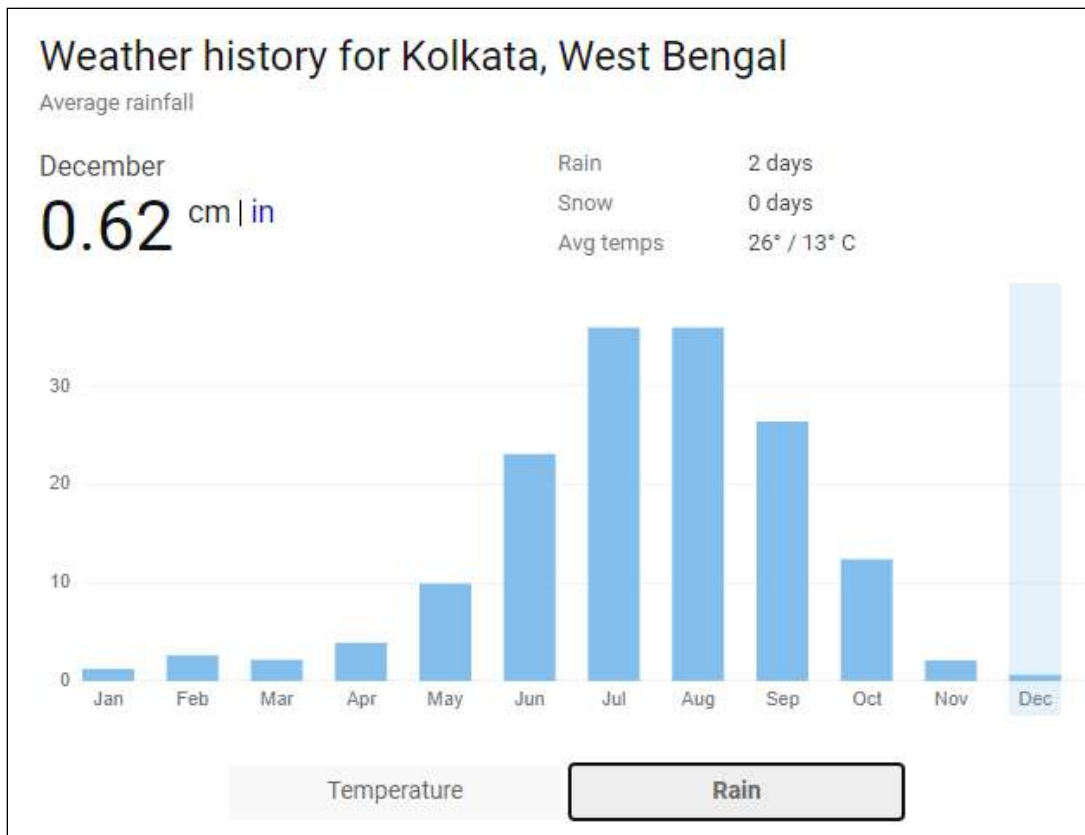 Weather history for Kolkata, West Bengal
Average rainfall
December
0.62 cm | in
Rain 2 days
Snow 0 days
Avg temps 26° / 13° C
30
20
10
0
Jan Feb Mar Apr May Jun Jul Aug Sep Oct Nov Dec
Temperature Rain